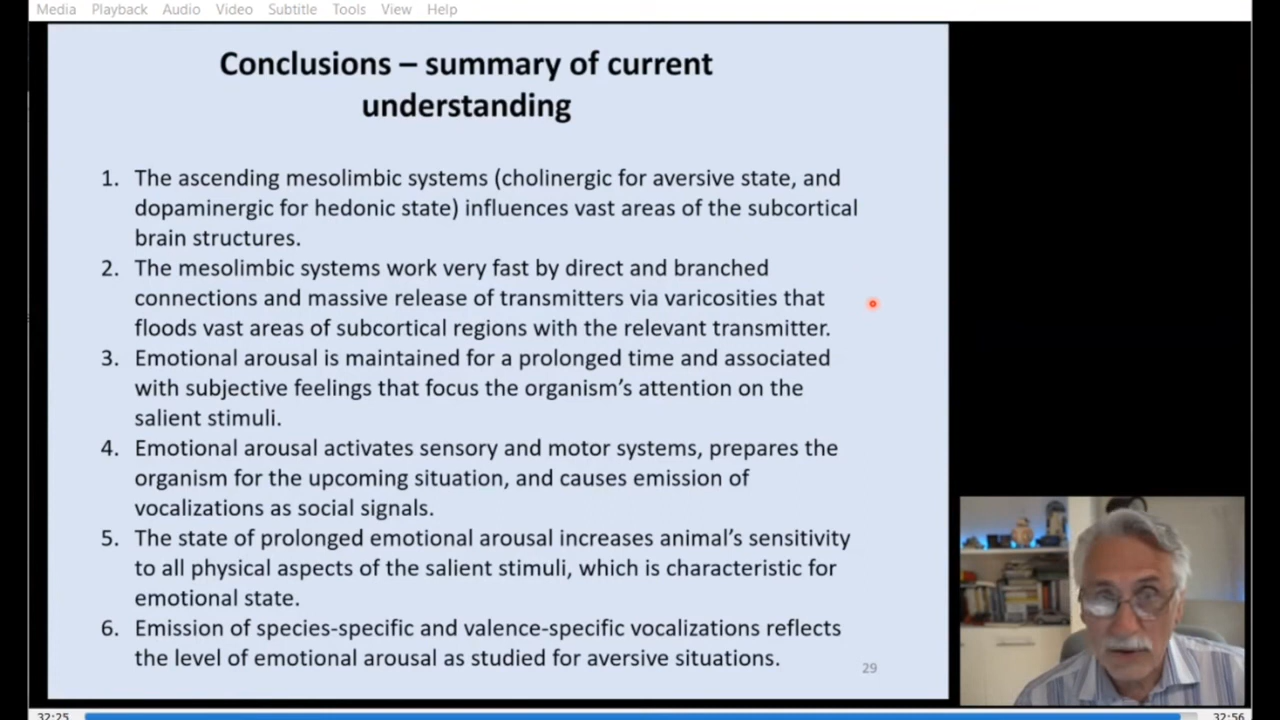 Media Playback Audio Video Subtitle Tools View Help
Conclusions – summary of current
understanding
1. The ascending mesolimbic systems (cholinergic for aversive state, and
dopaminergic for hedonic state) influences vast areas of the subcortical
brain structures.
2. The mesolimbic systems work very fast by direct and branched
connections and massive release of transmitters via varicosities that
floods vast areas of subcortical regions with the relevant transmitter.
3. Emotional arousal is maintained for a prolonged time and associated
with subjective feelings that focus the organism’s attention on the
salient stimuli.
4. Emotional arousal activates sensory and motor systems, prepares the
organism for the upcoming situation, and causes emission of
vocalizations as social signals.
5. The state of prolonged emotional arousal increases animal’s sensitivity
to all physical aspects of the salient stimuli, which is characteristic for
emotional state.
6. Emission of species-specific and valence-specific vocalizations reflects
the level of emotional arousal as studied for aversive situations.
29
32:25 32:56